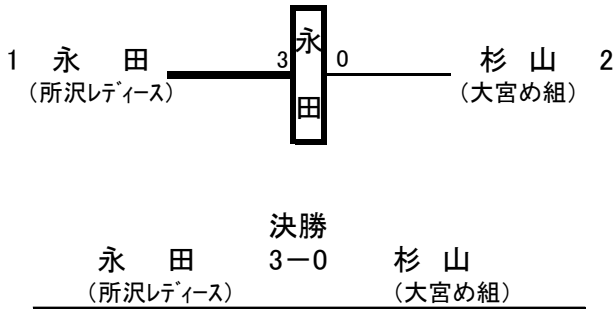 永田
1 永 田 3 0 杉 山 2
(所沢レディース) (大宮め組)
決勝
永 田 3－0 杉 山
(所沢レディース) (大宮め組)